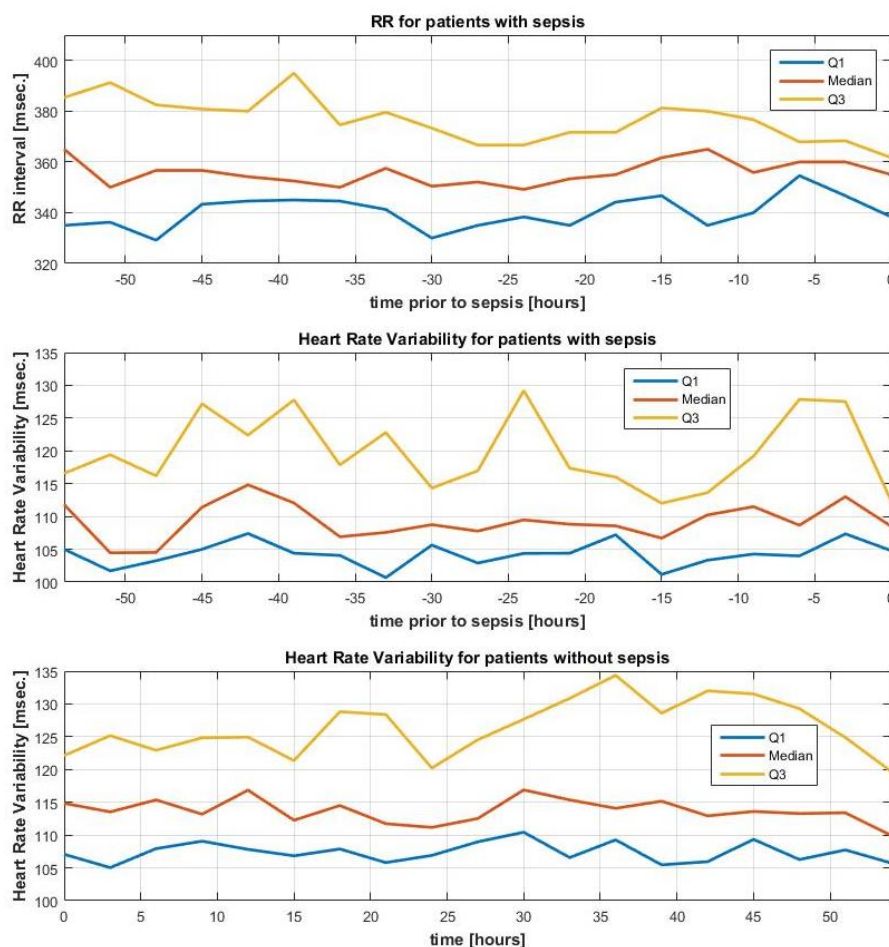 RR for patients with sepsis
RR interval [msec.]
400
380
360
340
320
Q1
Median
Q3
-50 -45 -40 -35 -30 -25 -20 -15 -10 -5 0
time prior to sepsis [hours]
Heart Rate Variability for patients with sepsis
Heart Rate Variability [msec.]
135
130
125
120
115
110
105
100
Q1
Median
Q3
-50 -45 -40 -35 -30 -25 -20 -15 -10 -5 0
time prior to sepsis [hours]
Heart Rate Variability for patients without sepsis
Heart Rate Variability [msec.]
135
130
125
120
115
110
105
100
Q1
Median
Q3
0 5 10 15 20 25 30 35 40 45 50
time [hours]